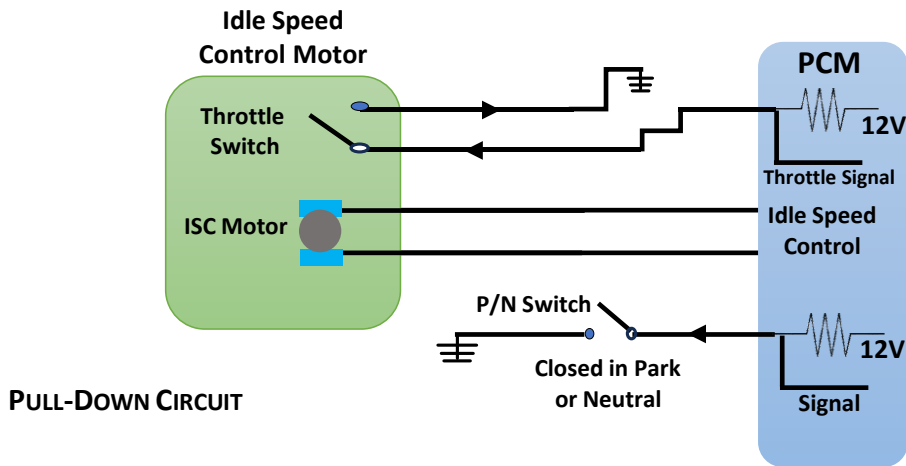 Idle Speed
Control Motor
PCM
Throttle
Switch
12V
Throttle Signal
ISC Motor
Idle Speed
Control
P/N Switch
12V
Closed in Park
or Neutral
Signal
PULL-DOWN CIRCUIT